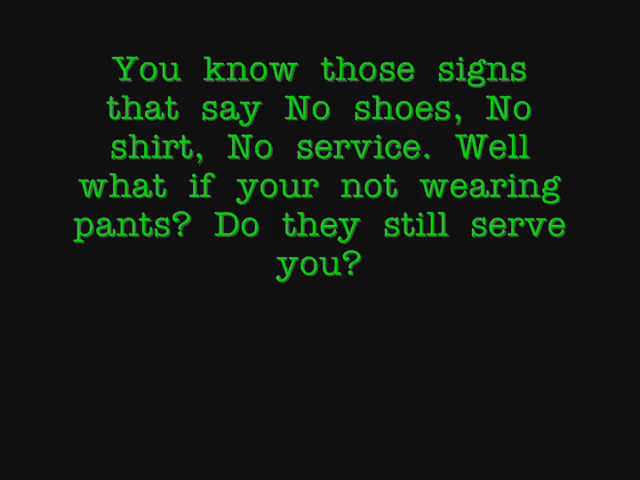 You know those signs
that say No shoes, No
shirt, No service. Well
what if your not wearing
pants? Do they still serve
you?